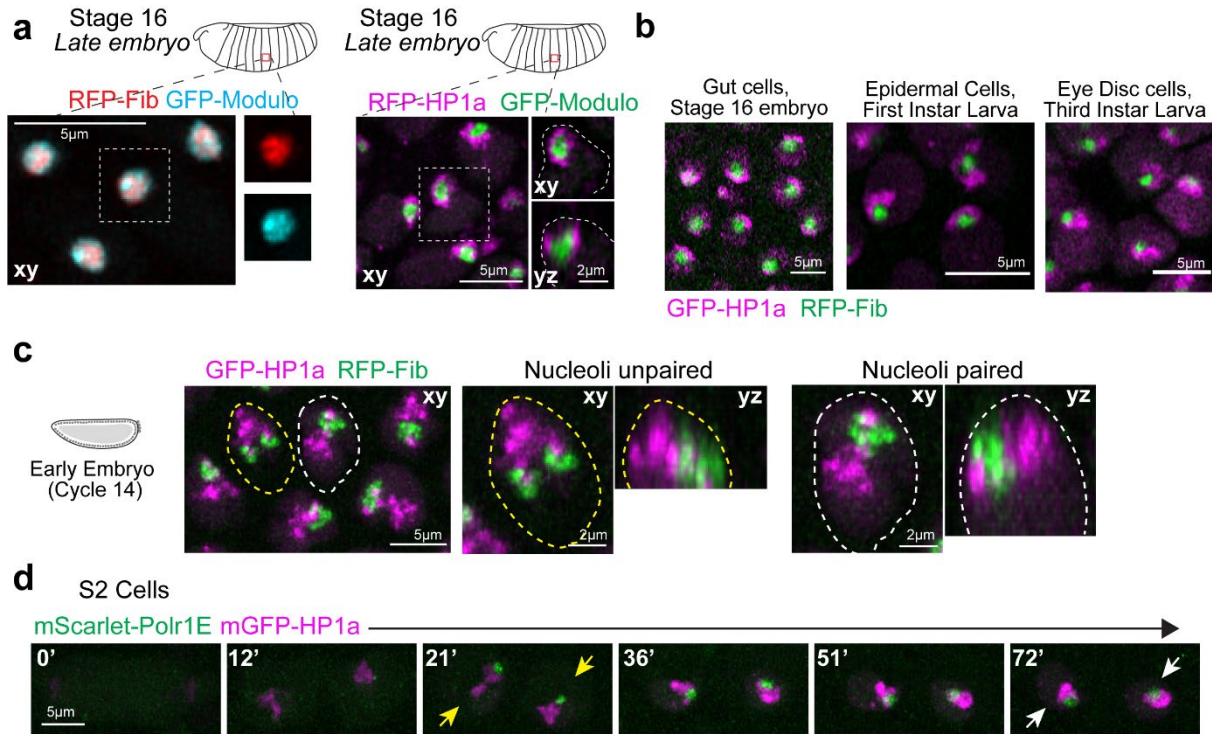 a
Stage 16
Late embryo
Stage 16
Late embryo
RFP-Fib GFP-Modulo
5µm
xy
RFP-HP1a GFP-Modulo
xy
5µm
xy
yz
2µm
b
Gut cells,
Stage 16 embryo
Epidermal Cells,
First Instar Larva
Eye Disc cells,
Third Instar Larva
5µm
5µm
5µm
GFP-HP1a RFP-Fib
c
Early Embryo
(Cycle 14)
GFP-HP1a RFP-Fib
xy
5µm
Nucleoli unpaired
xy
yz
2µm
Nucleoli paired
xy
yz
2µm
d
S2 Cells
mScarlet-Polr1E mGFP-HP1a
0’
12’
21’
36’
51’
72’
5µm